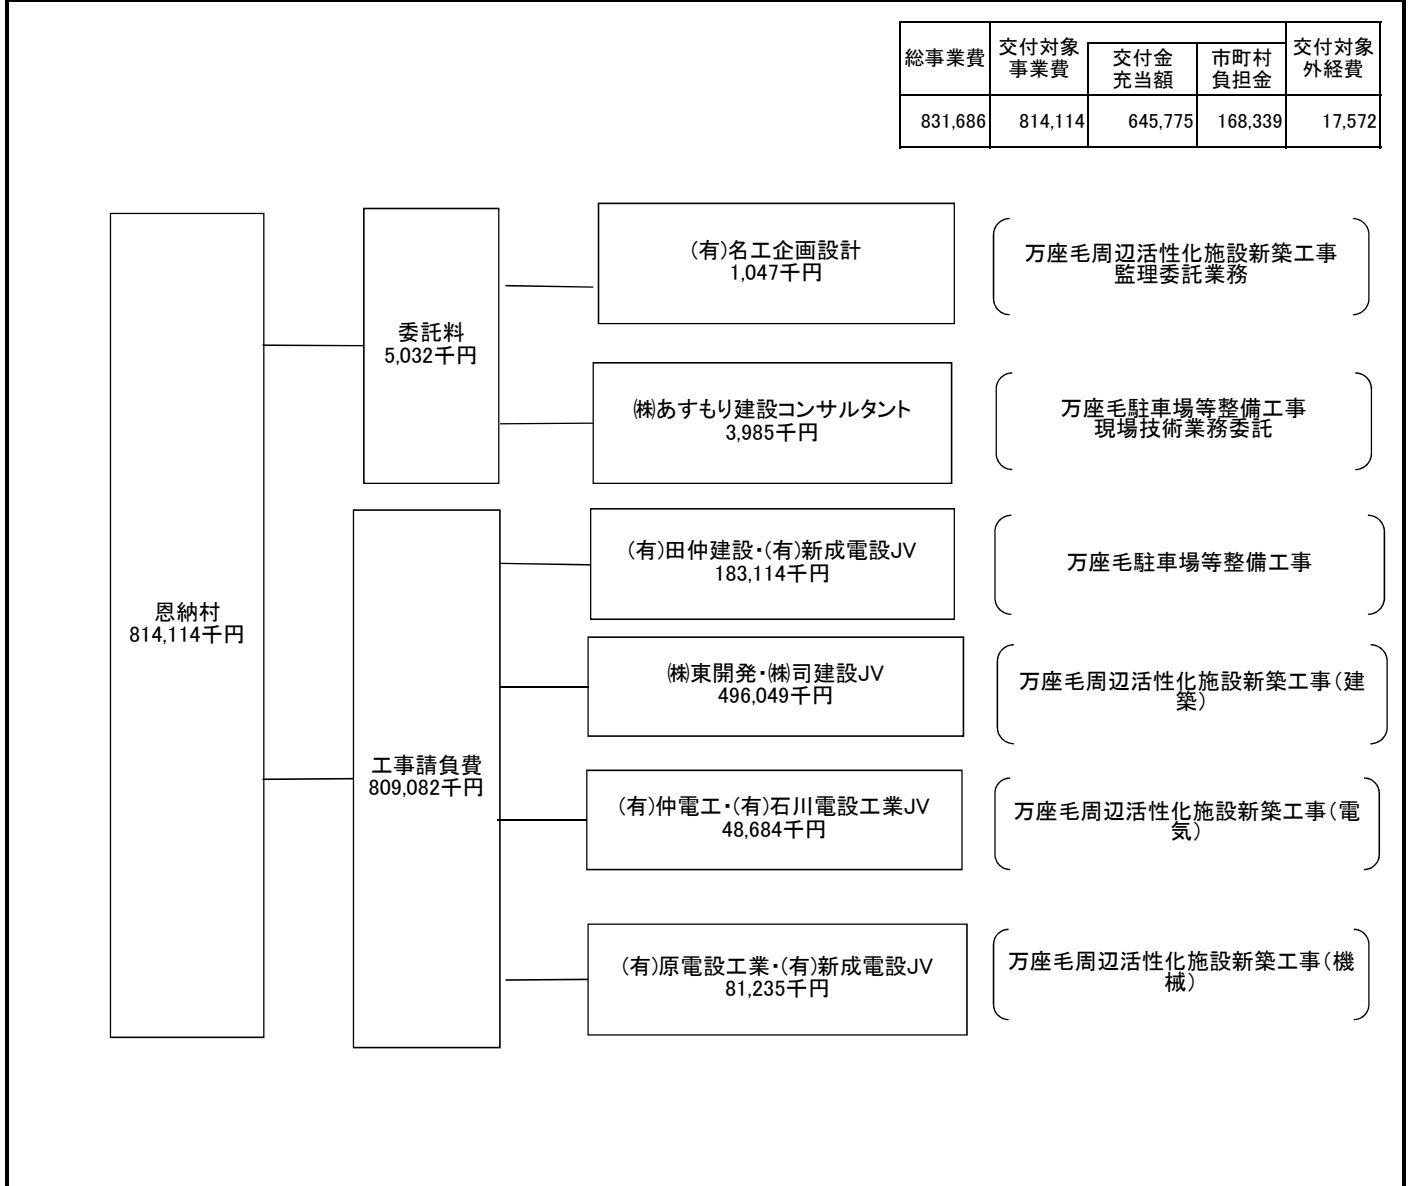 総事業費
交付対象
事業費
交付金
充当額
市町村
負担金
交付対象
外経費
831,686
814,114
645,775
168,339
17,572
恩納村
814,114千円
委託料
5,032千円
(有)名工企画設計
1,047千円
万座毛周辺活性化施設新築工事
監理委託業務
㈱あすもり建設コンサルタント
3,985千円
万座毛駐車場等整備工事
現場技術業務委託
工事請負費
809,082千円
(有)田仲建設・(有)新成電設JV
183,114千円
万座毛駐車場等整備工事
㈱東開発・㈱司建設JV
496,049千円
万座毛周辺活性化施設新築工事（建
築）
(有)仲電工・(有)石川電設工業JV
48,684千円
万座毛周辺活性化施設新築工事（電
気）
(有)原電設工業・(有)新成電設JV
81,235千円
万座毛周辺活性化施設新築工事（機
械）